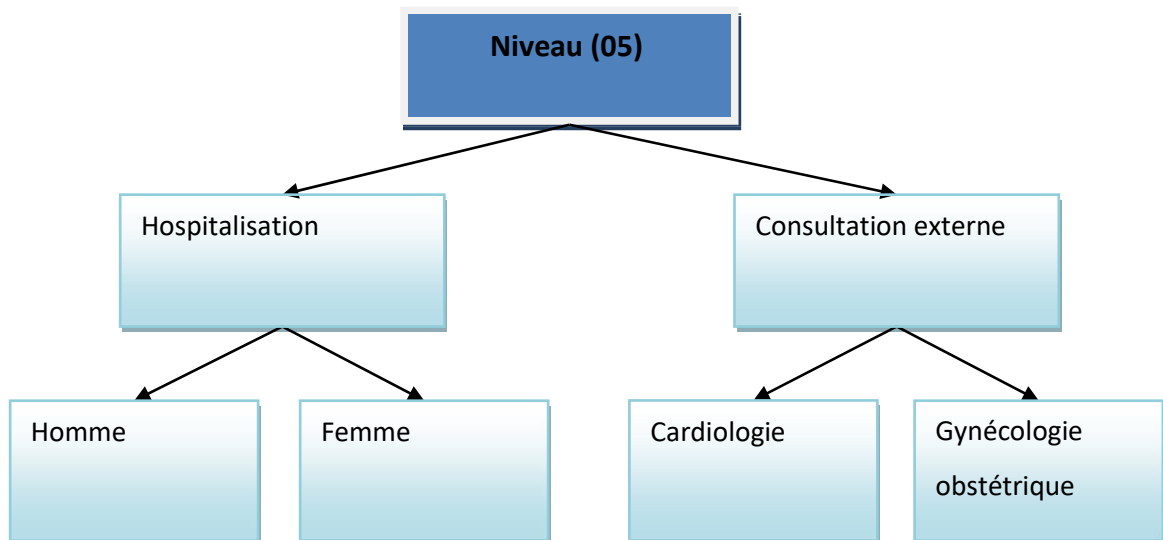 Niveau (05)
Hospitalisation
Consultation externe
Homme
Femme
Cardiologie
Gynécologie
obstétrique